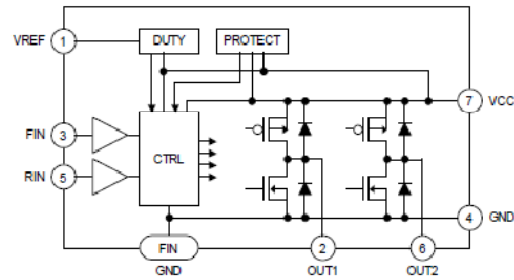 VREF 1 DUTY PROTECT
7 VCC
FIN 3
CTRL
RIN 5
4 GND
FIN 2 6
GND OUT1 OUT2